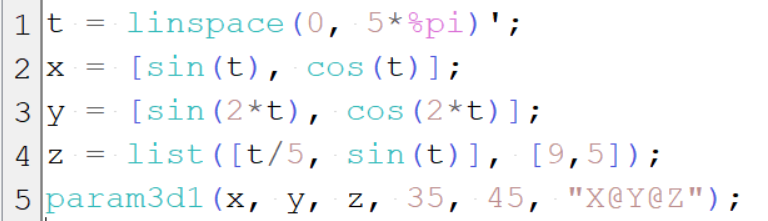 1 t = linspace(0, 5*%pi)';
2 x = [sin(t), cos(t)];
3 y = [sin(2*t), cos(2*t)];
4 z = list([t/5, sin(t)], [9,5]);
5 param3d1(x, y, z, 35, 45, "X@Y@Z");